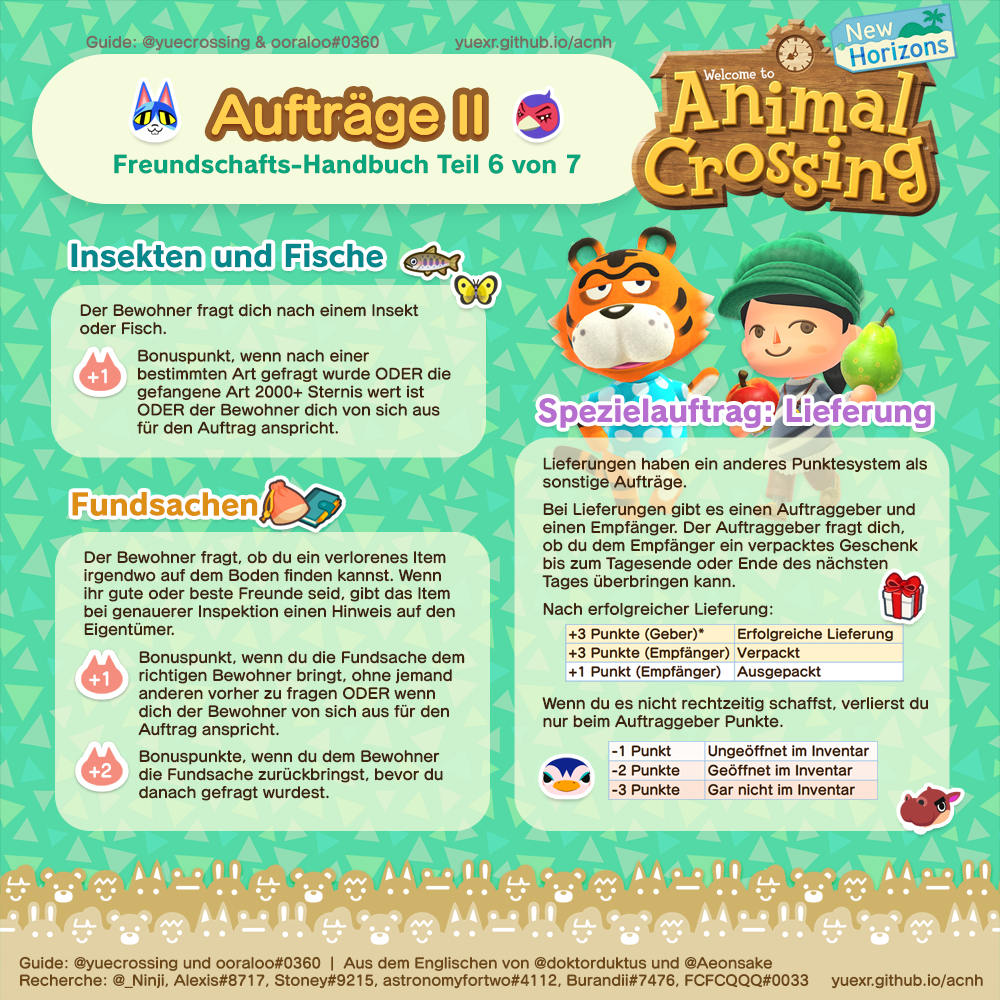 Guide: @yuecrossing & ooraloo#0360 yuexr.github.io/acnh
Aufträge II
Freundschafts-Handbuch Teil 6 von 7
Welcome to
Animal
Crossing
New
Horizons
Insekten und Fische
Der Bewohner fragt dich nach einem Insekt
oder Fisch.
+1
Bonuspunkt, wenn nach einer
bestimmten Art gefragt wurde ODER die
gefangene Art 2000+ Sternis wert ist
ODER der Bewohner dich von sich aus
für den Auftrag anspricht.
Fundsachen
Der Bewohner fragt, ob du ein verlorenes Item
irgendwo auf dem Boden finden kannst. Wenn
ihr gute oder beste Freunde seid, gibt das Item
bei genauerer Inspektion einen Hinweis auf den
Eigentümer.
+1
Bonuspunkt, wenn du die Fundsache dem
richtigen Bewohner bringt, ohne jemand
anderen vorher zu fragen ODER wenn
dich der Bewohner von sich aus für den
Auftrag anspricht.
+2
Bonuspunkte, wenn du dem Bewohner
die Fundsache zurückbringst, bevor du
danach gefragt wurdest.
Spezielauftrag: Lieferung
Lieferungen haben ein anderes Punktesystem als
sonstige Aufträge.
Bei Lieferungen gibt es einen Auftraggeber und
einen Empfänger. Der Auftraggeber fragt dich,
ob du dem Empfänger ein verpacktes Geschenk
bis zum Tagesende oder Ende des nächsten
Tages überbringen kann.
Nach erfolgreicher Lieferung:
+3 Punkte (Geber)* Erfolgreiche Lieferung
+3 Punkte (Empfänger) Verpackt
+1 Punkt (Empfänger) Ausgepackt
Wenn du es nicht rechtzeitig schaffst, verlierst du
nur beim Auftraggeber Punkte.
-1 Punkt Ungeöffnet im Inventar
-2 Punkte Geöffnet im Inventar
-3 Punkte Gar nicht im Inventar
Guide: @yuecrossing und ooraloo#0360 | Aus dem Englischen von @doktorduktus und @Aeonsake
Recherche: @_Ninji, Alexis#8717, Stoney#9215, astronomyfortwo#4112, Burandii#7476, FCFCQQQ#0033 yuexr.github.io/acnh